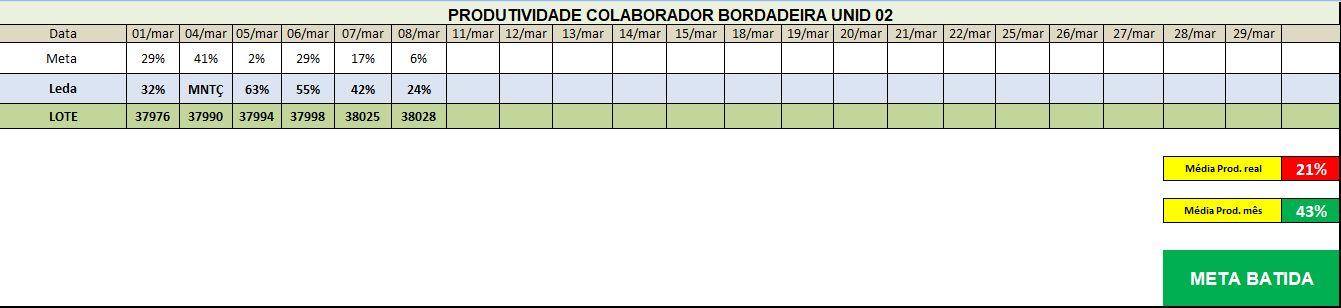 PRODUTIVIDADE COLABORADOR BORDADEIRA UNID 02
Data 01/mar 04/mar 05/mar 06/mar 07/mar 08/mar 11/mar 12/mar 13/mar 14/mar 15/mar 18/mar 19/mar 20/mar 21/mar 22/mar 25/mar 26/mar 27/mar 28/mar 29/mar
Meta 29% 41% 2% 29% 17% 6%
Leda 32% MNTÇ 63% 55% 42% 24%
LOTE 37976 37990 37994 37998 38025 38028
Média Prod. real 21%
Média Prod. mês 43%
META BATIDA